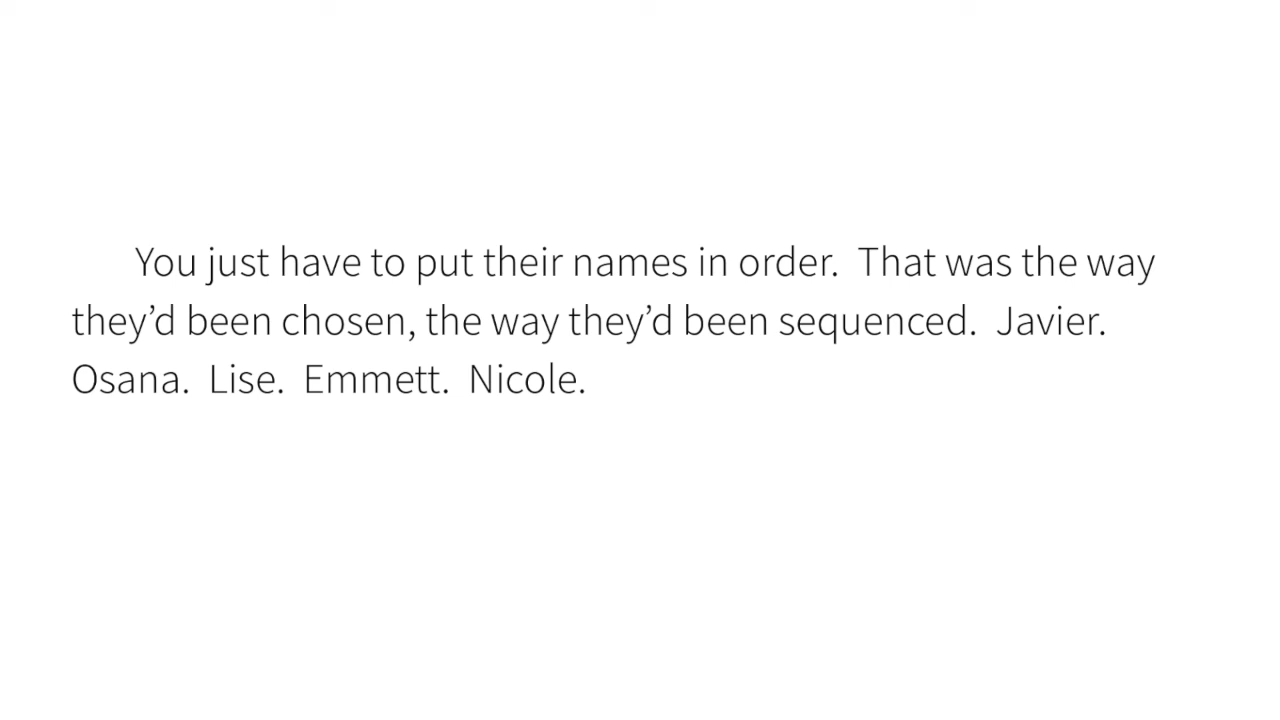 You just have to put their names in order.  That was the way
they’d been chosen, the way they’d been sequenced.  Javier.
Osana.  Lise.  Emmett.  Nicole.